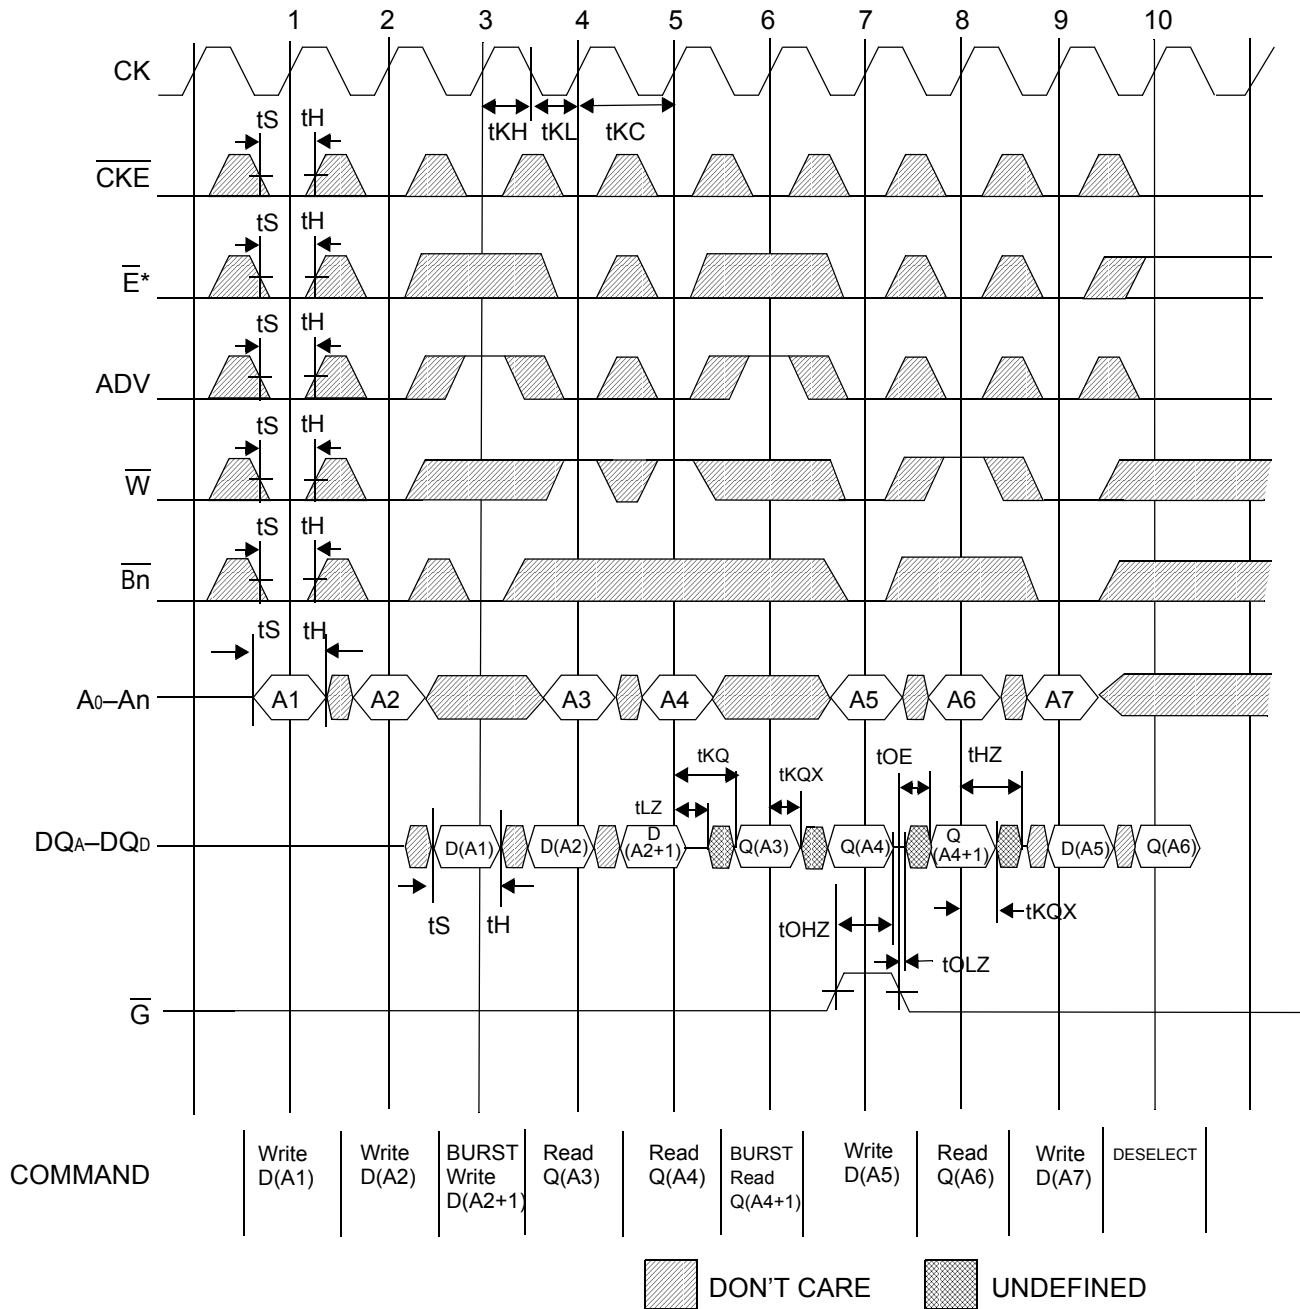 1 2 3 4 5 6 7 8 9 10
CK
tKH tKL tKC
tS tH
CKE
tS tH
E*
tS tH
ADV
tS tH
W
tS tH
Bn
tS tH
A0–An A1 A2 A3 A4 A5 A6 A7
tKQ tKQX tOE tHZ
tLZ
DQA–DQD D(A1) D(A2) D (A2+1) Q(A3) Q(A4) Q (A4+1) D(A5) Q(A6)
tS tH tOHZ tKQX
tOLZ
G
COMMAND
Write
D(A1)
Write
D(A2)
BURST
Write
D(A2+1)
Read
Q(A3)
Read
Q(A4)
BURST
Read
Q(A4+1)
Write
D(A5)
Read
Q(A6)
Write
D(A7)
DESELECT
DON'T CARE UNDEFINED